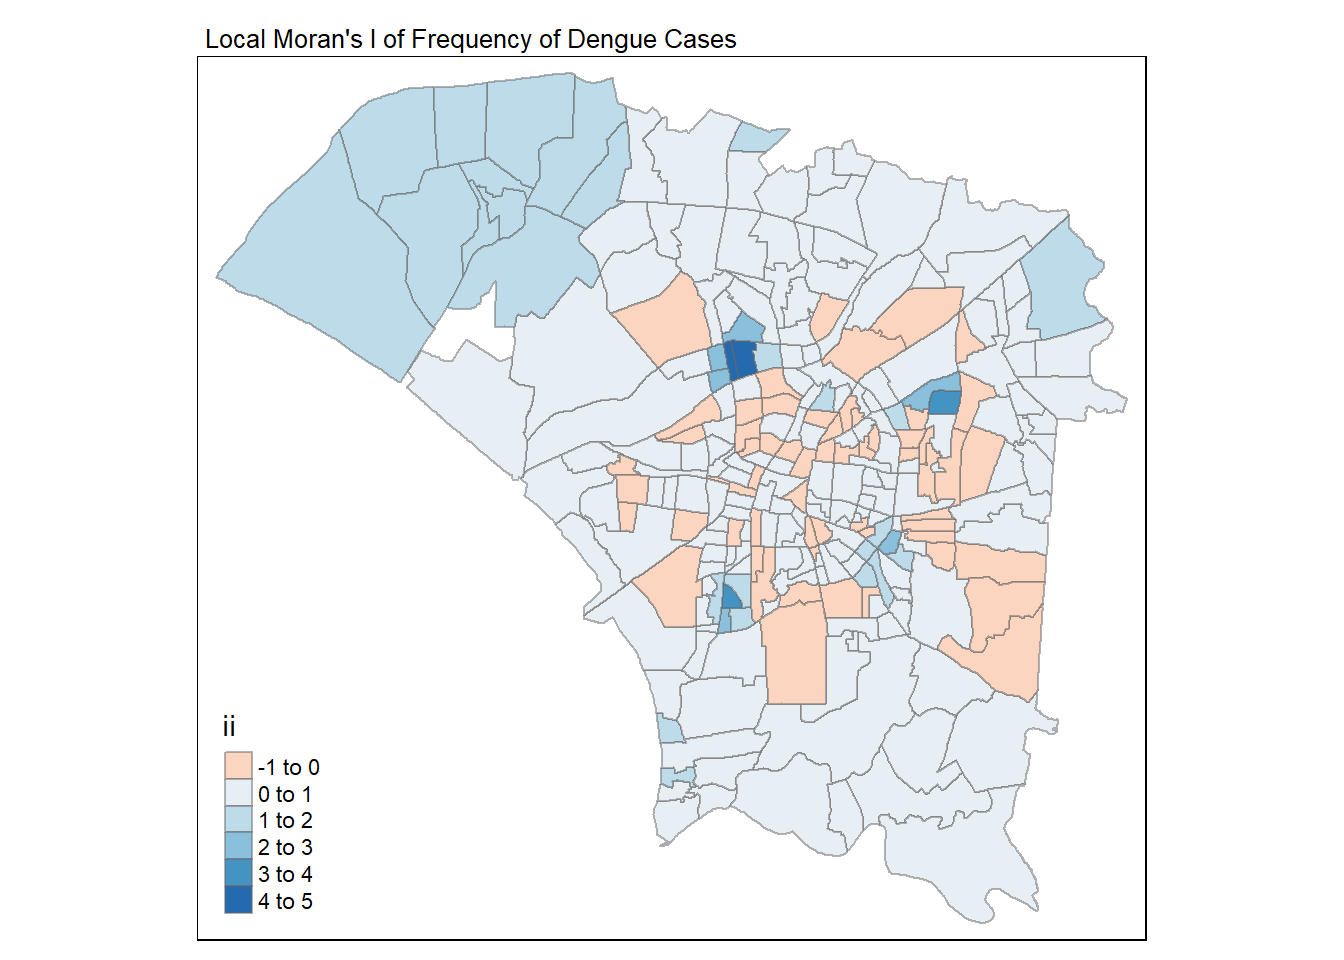 Local Moran's I of Frequency of Dengue Cases
ii
-1 to 0
0 to 1
1 to 2
2 to 3
3 to 4
4 to 5